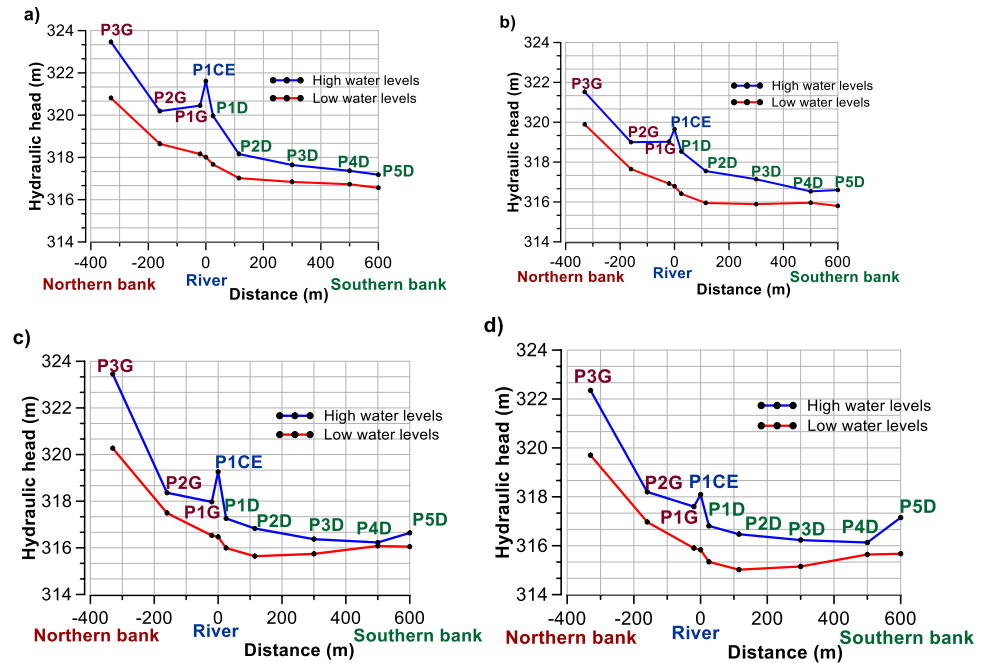 a)
324
322
320
318
316
314
Hydraulic head (m)
P3G
P2G
P1G
P1CE
P1D
P2D
P3D
P4D
P5D
High water levels
Low water levels
-400 -200 0 200 400 600
Northern bank River Southern bank
Distance (m)
b)
324
322
320
318
316
314
Hydraulic head (m)
P3G
P2G
P1G
P1CE
P1D
P2D
P3D
P4D
P5D
High water levels
Low water levels
-400 -200 0 200 400 600
Northern bank River Southern bank
Distance (m)
c)
324
322
320
318
316
314
Hydraulic head (m)
P3G
P2G
P1G
P1CE
P1D
P2D
P3D
P4D
P5D
High water levels
Low water levels
-400 -200 0 200 400 600
Northern bank River Southern bank
Distance (m)
d)
324
322
320
318
316
314
Hydraulic head (m)
P3G
P2G
P1G
P1CE
P1D
P2D
P3D
P4D
P5D
High water levels
Low water levels
-400 -200 0 200 400 600
Northern bank River Southern bank
Distance (m)